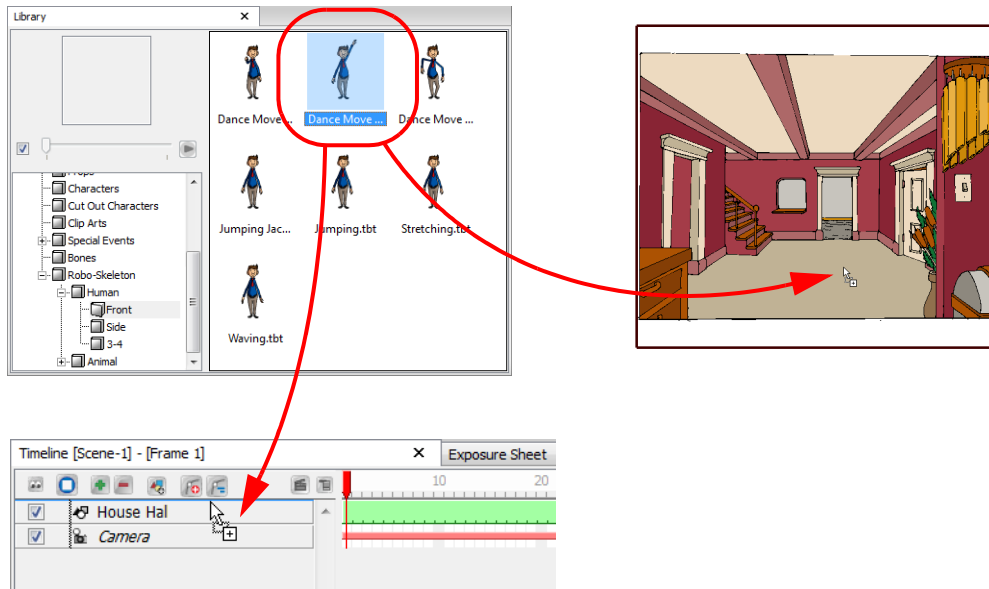 Library
Dance Move ...
Dance Move ...
Dance Move ...
Characters
Cut Out Characters
Clip Arts
Special Events
Bones
Robo-Skeleton
Human
Front
Side
3-4
Animal
Jumping Jac...
Jumping.tbt
Stretching.tbt
Waving.tbt
Timeline [Scene-1] - [Frame 1]
Exposure Sheet
10
20
House Hal
Camera